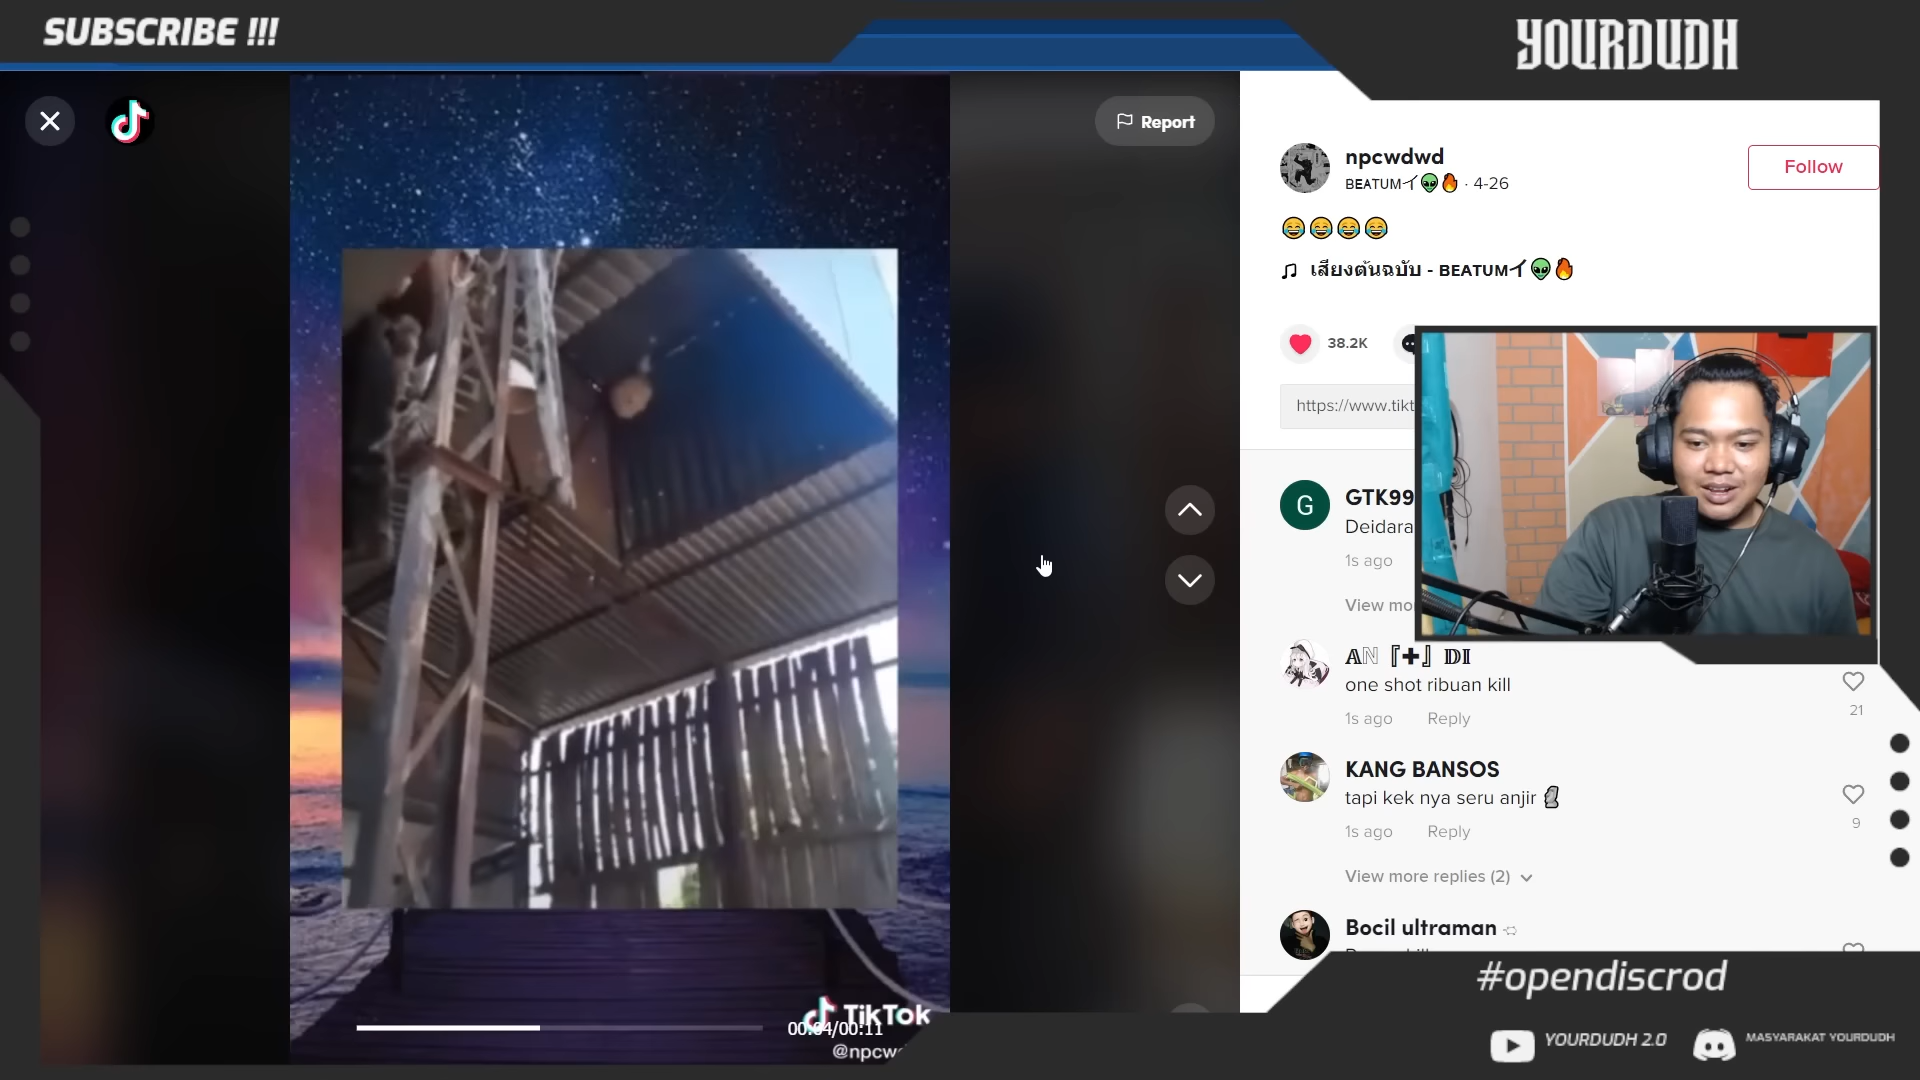 SUBSCRIBE !!!
YOURDUDH
Report
npcwdwd
BEATUMイ👽🔥 · 4-26
Follow
😂😂😂😂
♫ เสียงต้นฉบับ - BEATUMイ👽🔥
38.2K
https://www.tikt
G
GTK99
Deidara
1s ago
View mo
𝔸ℕ『✚』𝔻𝕀
one shot ribuan kill
1s ago Reply
21
KANG BANSOS
tapi kek nya seru anjir 🗿
1s ago Reply
9
View more replies (2)
Bocil ultraman
TikTok
00:04/00:11
@npcw
#opendiscrod
YOURDUDH 2.0
MASYARAKAT YOURDUDH